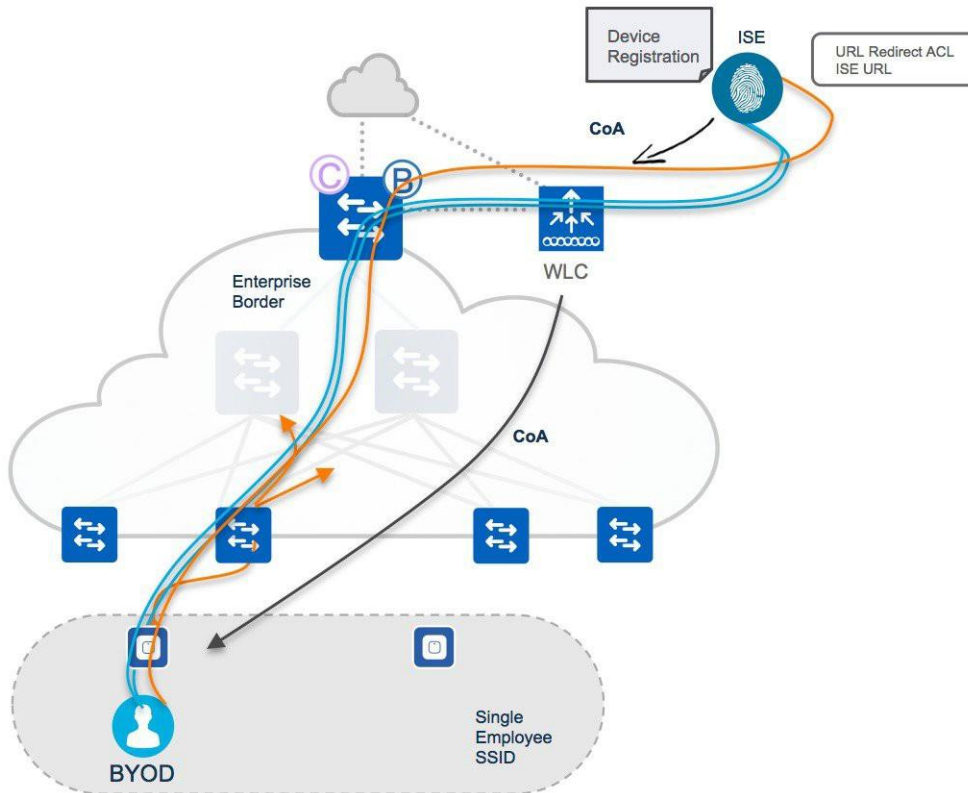 Device
Registration
ISE
URL Redirect ACL
ISE URL
CoA
C
B
WLC
Enterprise
Border
CoA
Single
Employee
SSID
BYOD